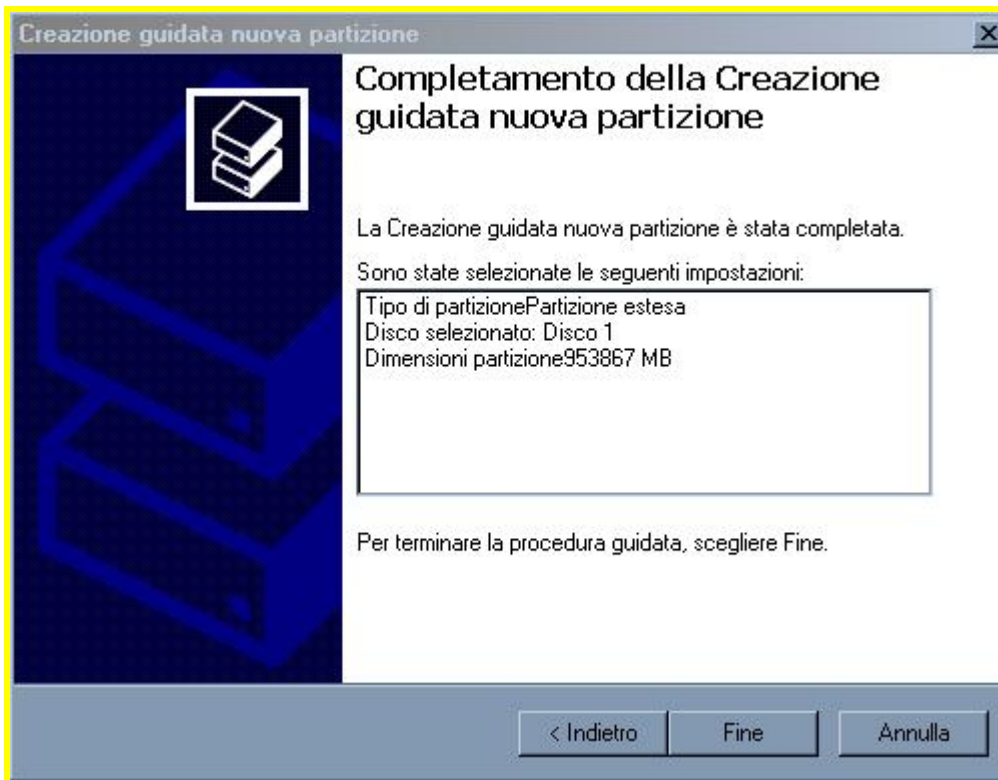 Creazione guidata nuova partizione
Completamento della Creazione
guidata nuova partizione
La Creazione guidata nuova partizione è stata completata.
Sono state selezionate le seguenti impostazioni:
Tipo di partizionePartizione estesa
Disco selezionato: Disco 1
Dimensioni partizione953867 MB
Per terminare la procedura guidata, scegliere Fine.
< Indietro
Fine
Annulla